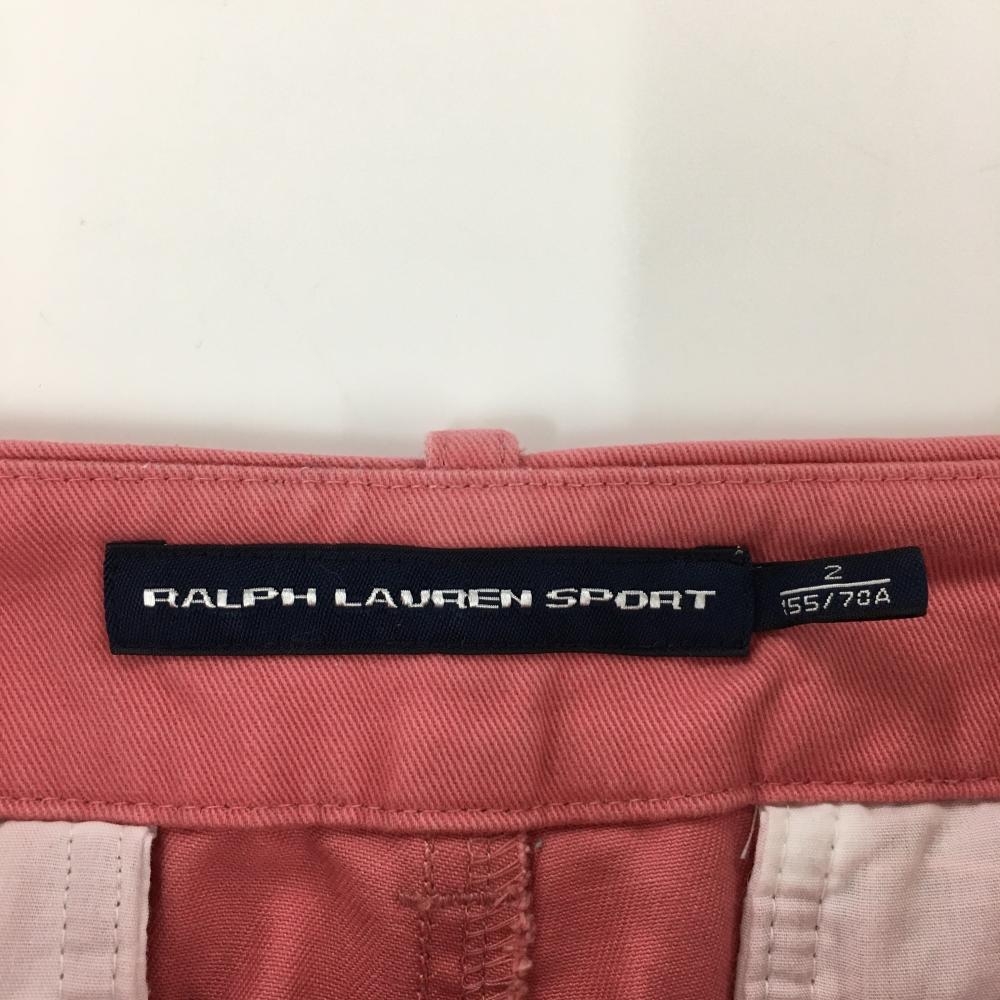 RALPH LAUREN SPORT
2
155/70A